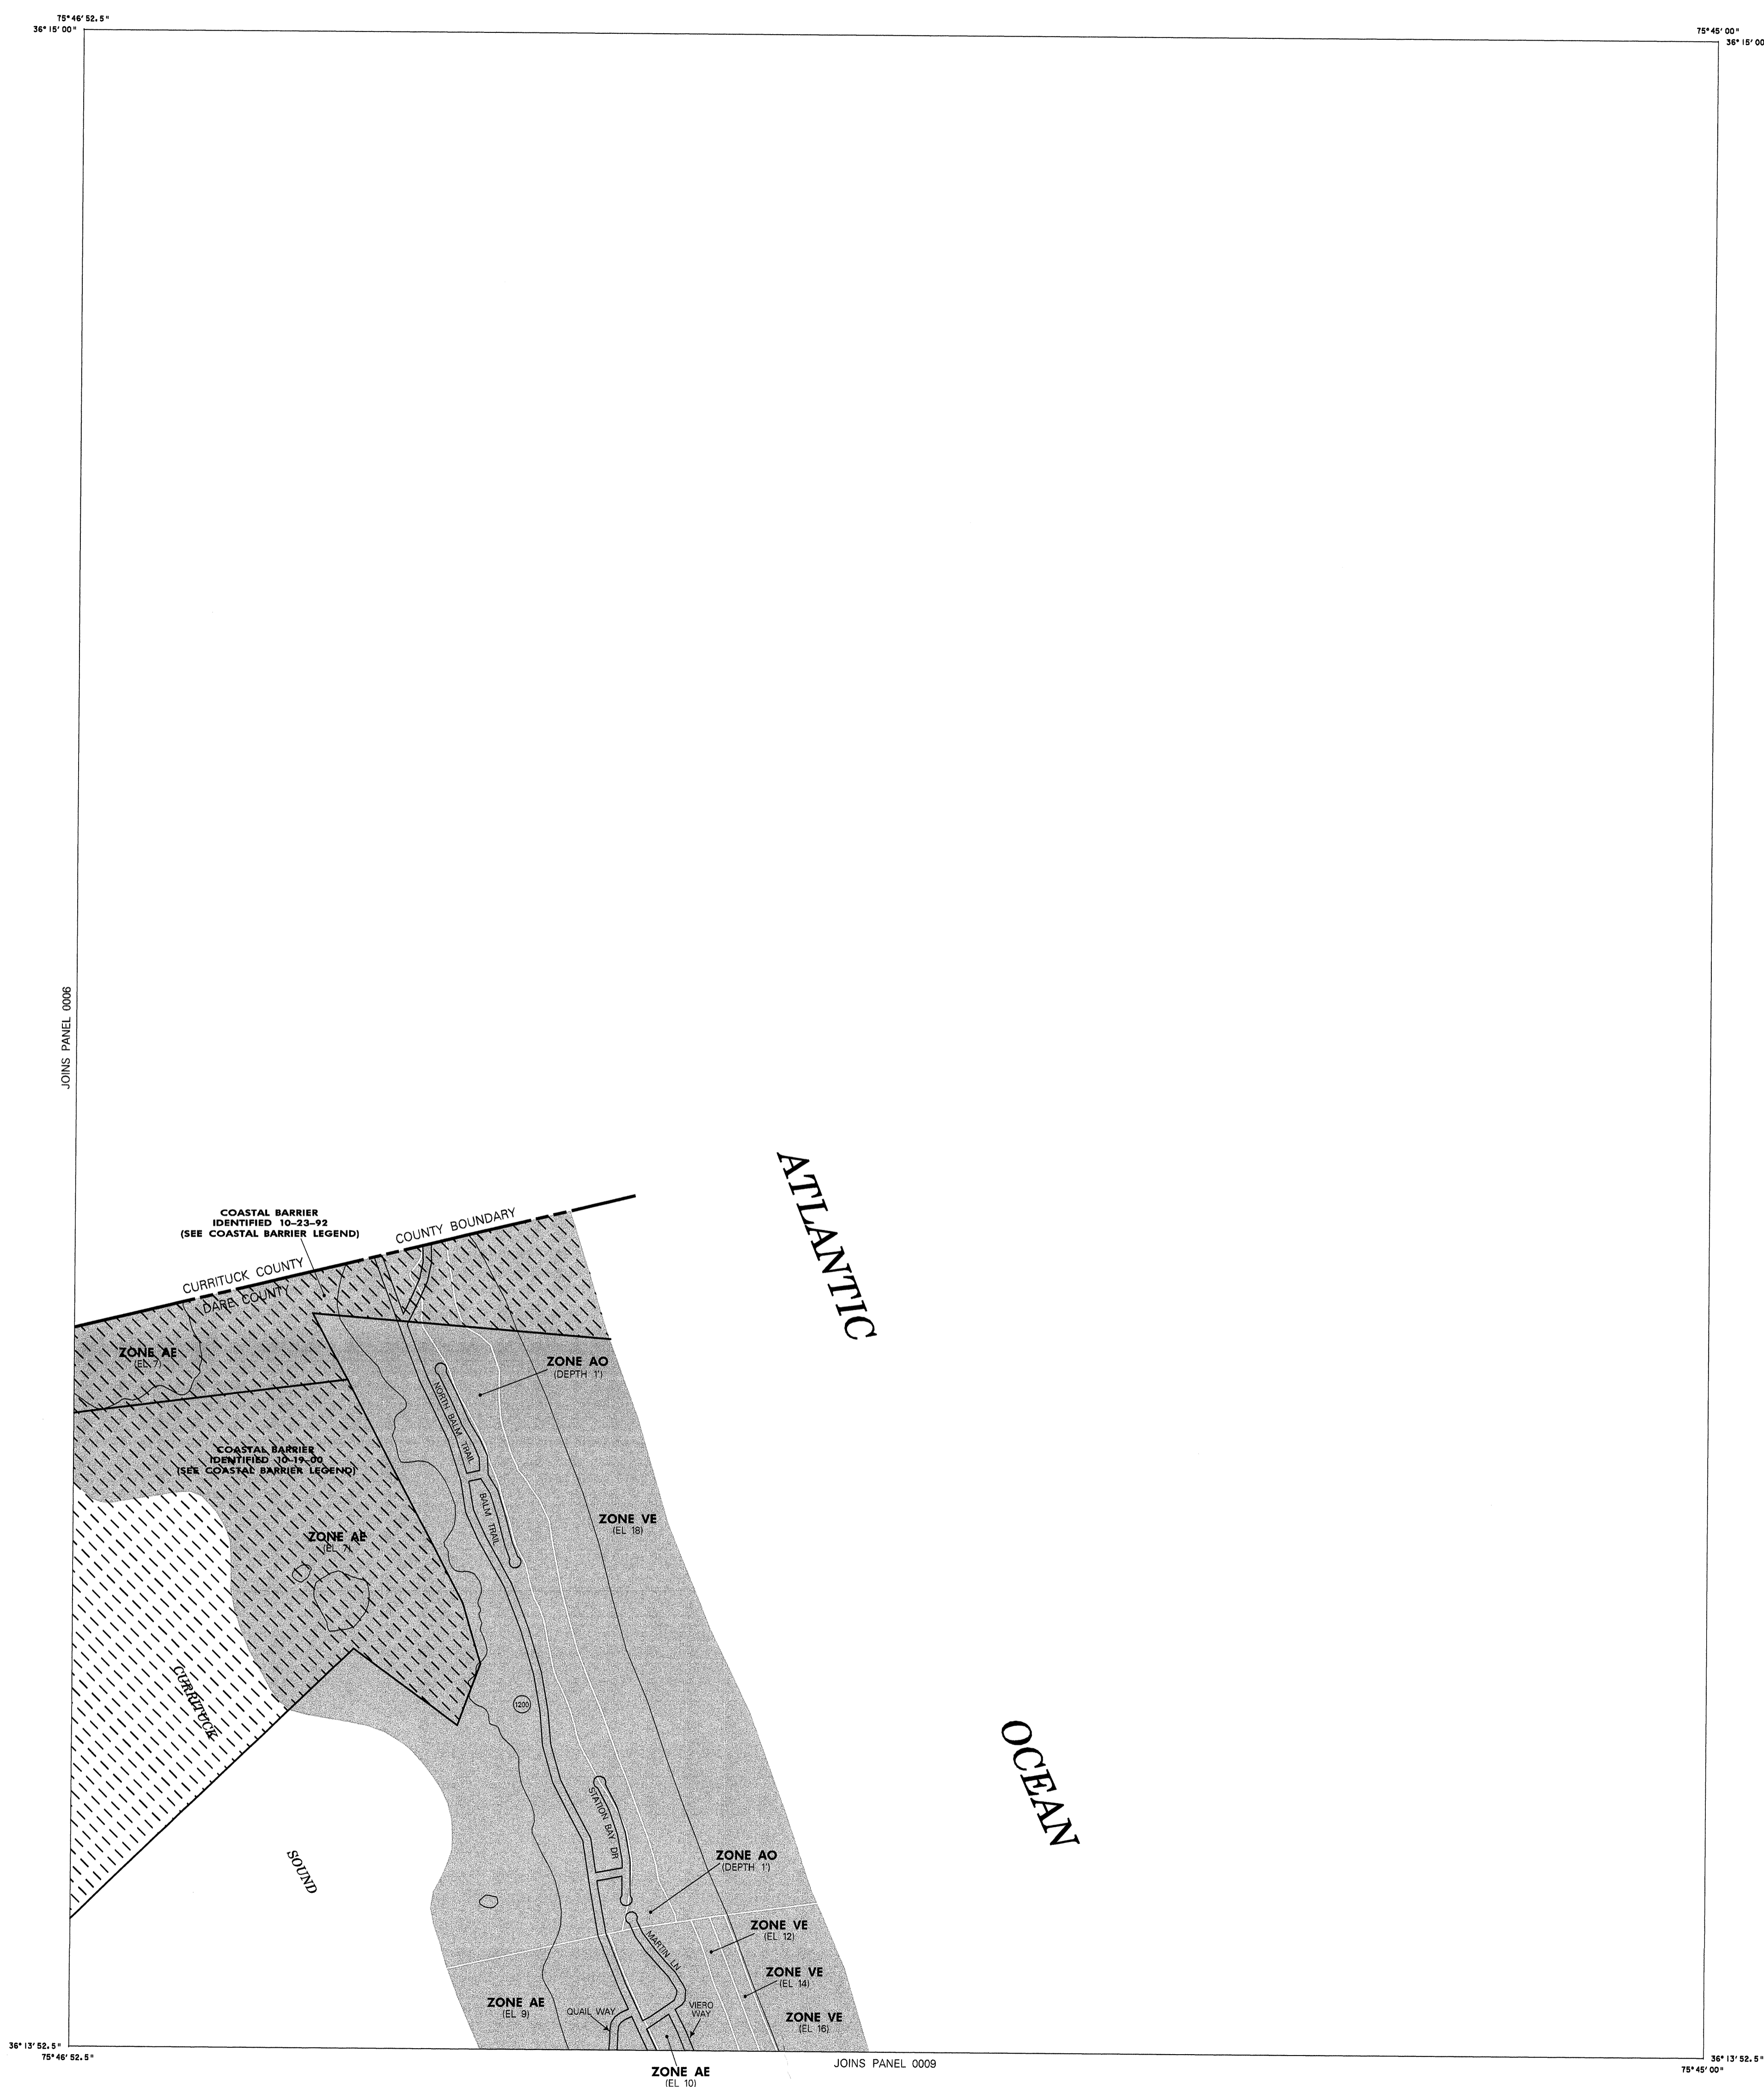 75°46'52.5"
36°15'00"
75°45'00"
36°15'00
JOINS PANEL 0006
ATLANTIC
COASTAL BARRIER
IDENTIFIED 10-23-92
(SEE COASTAL BARRIER LEGEND)
COUNTY BOUNDARY
CURRITUCK COUNTY
DARE COUNTY
ZONE AE
(EL 7)
ZONE AO
(DEPTH 1')
NORTH BALM TRAIL
COASTAL BARRIER
IDENTIFIED 10-19-00
(SEE COASTAL BARRIER LEGEND)
BALM TRAIL
ZONE VE
(EL 18)
ZONE AE
(EL 7)
CURRITUCK
1200
OCEAN
STATION BAY DR
SOUND
ZONE AO
(DEPTH 1')
ZONE VE
(EL 12)
MARTIN LN
ZONE VE
(EL 14)
ZONE AE
(EL 9)
QUAIL WAY
VIERO
WAY
ZONE VE
(EL 16)
36°13'52.5"
75°46'52.5"
JOINS PANEL 0009
ZONE AE
(EL 10)
36°13'52.5"
75°45'00"